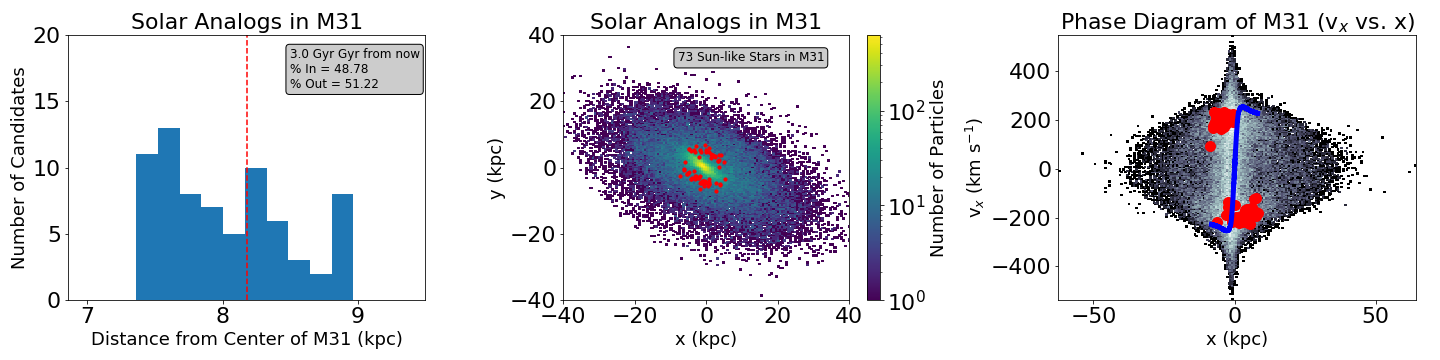 Solar Analogs in M31
Number of Candidates
20
15
10
5
0
3.0 Gyr Gyr from now
% In = 48.78
% Out = 51.22
7
8
9
Distance from Center of M31 (kpc)
Solar Analogs in M31
y (kpc)
40
20
0
−20
−40
73 Sun-like Stars in M31
−40
−20
0
20
40
x (kpc)
10²
10¹
10⁰
Number of Particles
Phase Diagram of M31 (vₓ vs. x)
vₓ (km s⁻¹)
400
200
0
−200
−400
−50
0
50
x (kpc)